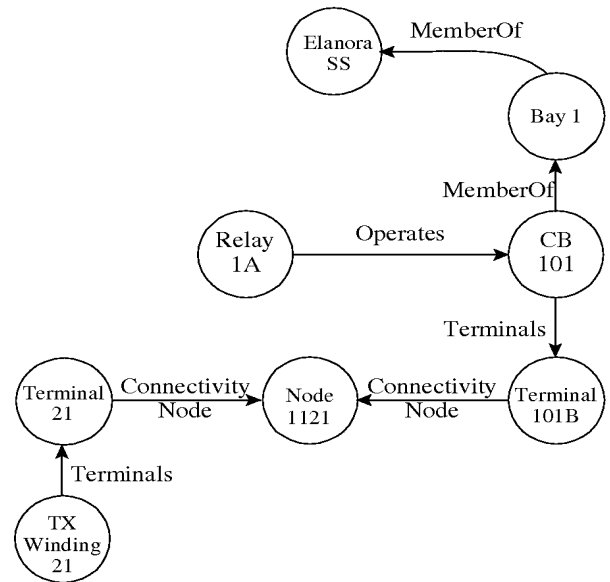 MemberOf
Elanora
SS
Bay 1
MemberOf
Relay
1A
Operates
CB
101
Terminals
Terminal
21
Connectivity
Node
Node
1121
Connectivity
Node
Terminal
101B
Terminals
TX
Winding
21